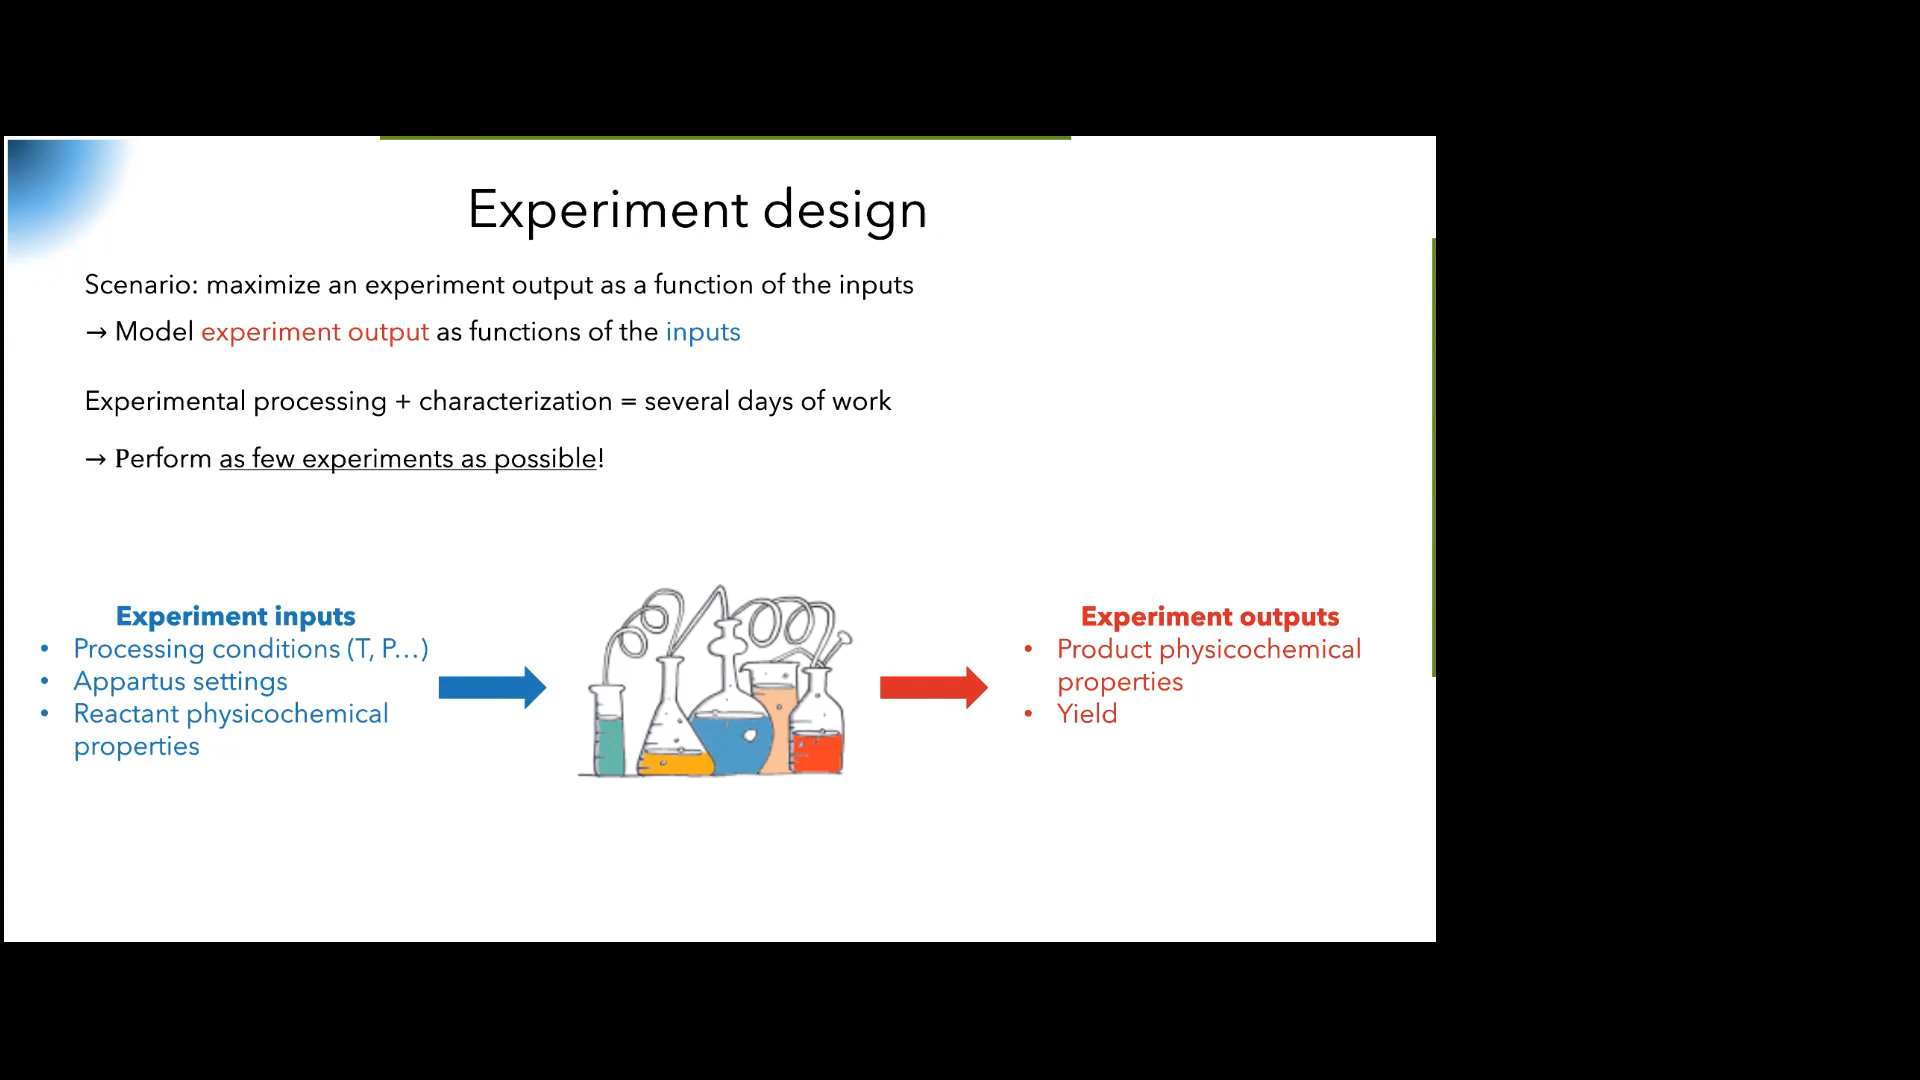 Experiment design
Scenario: maximize an experiment output as a function of the inputs
→ Model experiment output as functions of the inputs
Experimental processing + characterization = several days of work
→ Perform as few experiments as possible!
Experiment inputs
• Processing conditions (T, P…)
• Appartus settings
• Reactant physicochemical
properties
Experiment outputs
• Product physicochemical
properties
• Yield